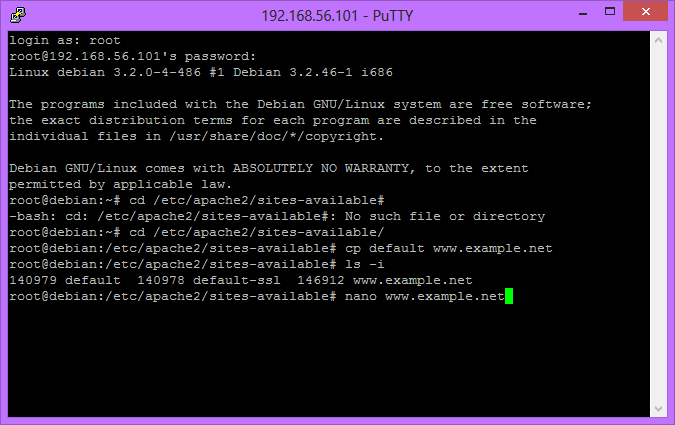 192.168.56.101 - PuTTY
login as: root
root@192.168.56.101's password:
Linux debian 3.2.0-4-486 #1 Debian 3.2.46-1 i686
The programs included with the Debian GNU/Linux system are free software;
the exact distribution terms for each program are described in the
individual files in /usr/share/doc/*/copyright.
Debian GNU/Linux comes with ABSOLUTELY NO WARRANTY, to the extent
permitted by applicable law.
root@debian:~# cd /etc/apache2/sites-available#
-bash: cd: /etc/apache2/sites-available#: No such file or directory
root@debian:~# cd /etc/apache2/sites-available/
root@debian:/etc/apache2/sites-available# cp default www.example.net
root@debian:/etc/apache2/sites-available# ls -i
140979 default  140978 default-ssl  146912 www.example.net
root@debian:/etc/apache2/sites-available# nano www.example.net